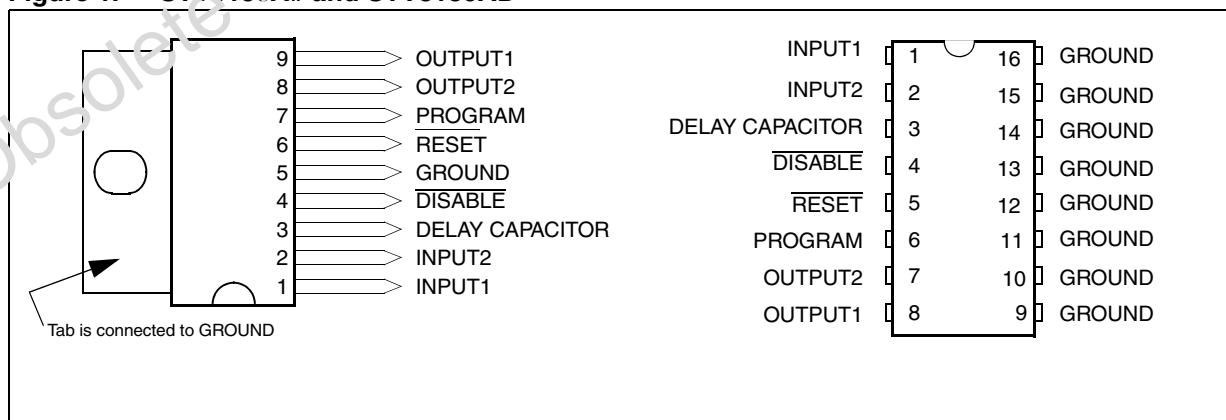 Obsolete
9 OUTPUT1
8 OUTPUT2
7 PROGRAM
6 RESET
5 GROUND
4 DISABLE
3 DELAY CAPACITOR
2 INPUT2
1 INPUT1
Tab is connected to GROUND
INPUT1 1 16 GROUND
INPUT2 2 15 GROUND
DELAY CAPACITOR 3 14 GROUND
DISABLE 4 13 GROUND
RESET 5 12 GROUND
PROGRAM 6 11 GROUND
OUTPUT2 7 10 GROUND
OUTPUT1 8 9 GROUND